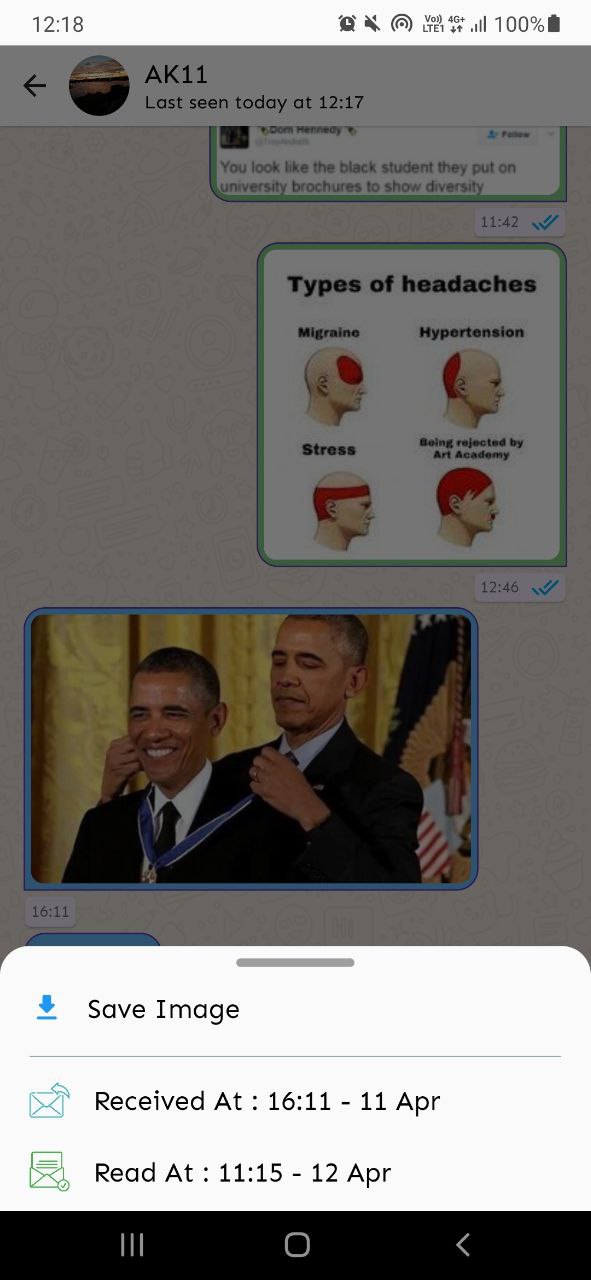 12:18
Vo)) 4G+
LTE1
100%
AK11
Last seen today at 12:17
Dom Hennedy
Follow
You look like the black student they put on
university brochures to show diversity
11:42
Types of headaches
Migraine
Hypertension
Stress
Being rejected by
Art Academy
12:46
16:11
Save Image
Received At : 16:11 - 11 Apr
Read At : 11:15 - 12 Apr